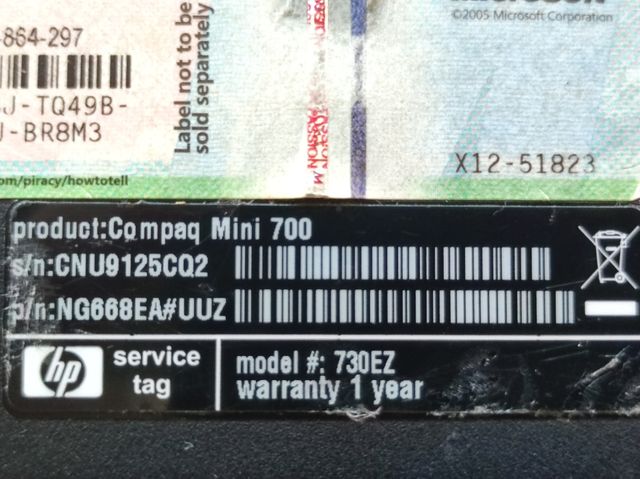 Microsoft
©2005 Microsoft Corporation
-864-297
Label not to be
sold separately
J-TQ49B-
-BR8M3
X12-51823
om/piracy/howtotell
product:Compaq Mini 700
s/n:CNU9125CQ2
p/n:NG668EA#UUZ
hp
service
tag
model #: 730EZ
warranty 1 year